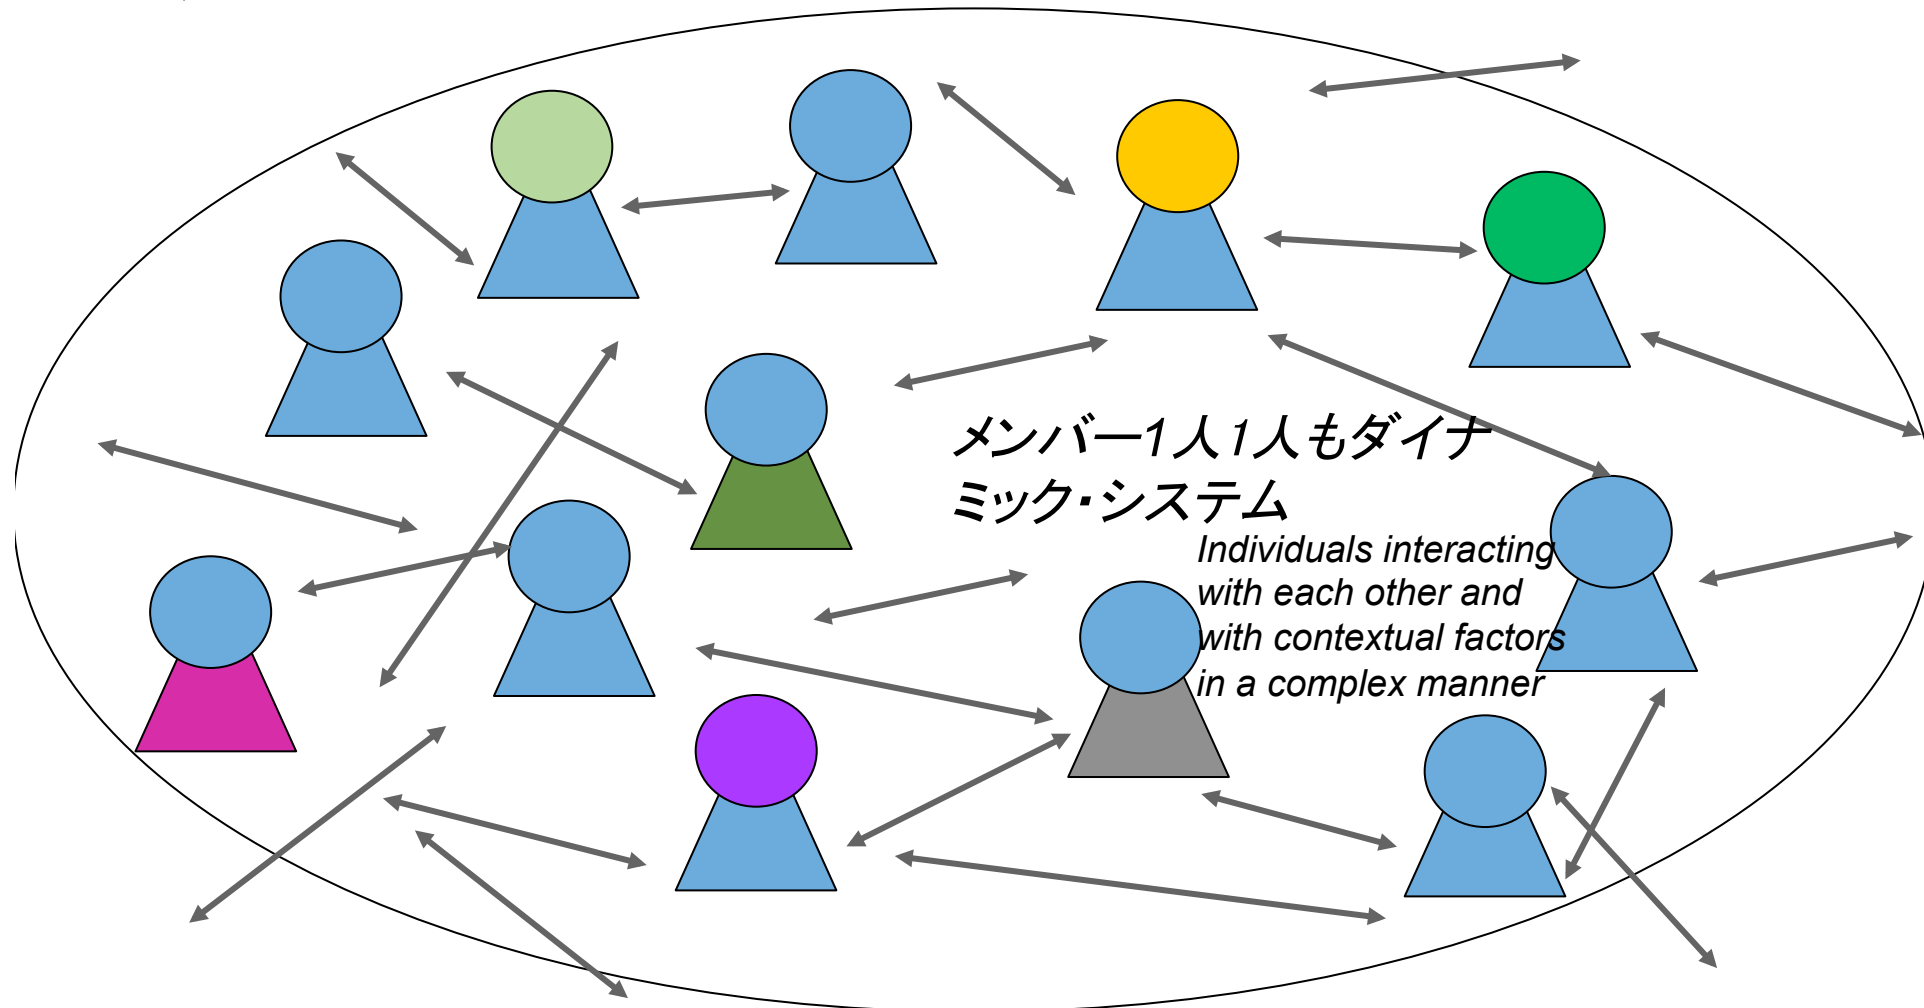 メンバー1人1人もダイナ
ミック・システム
Individuals interacting
with each other and
with contextual factors
in a complex manner